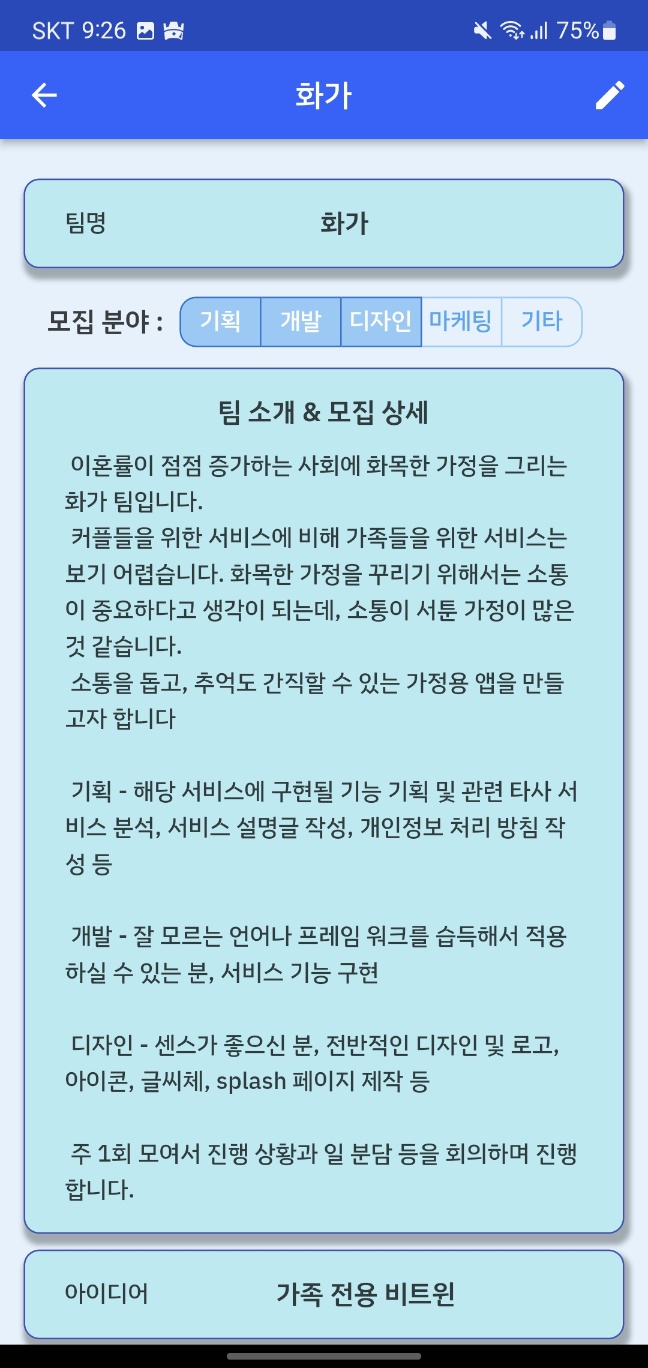 SKT 9:26 75%
화가
팀명 화가
모집 분야 : 기획 개발 디자인 마케팅 기타
팀 소개 & 모집 상세
이혼률이 점점 증가하는 사회에 화목한 가정을 그리는
화가 팀입니다.
커플들을 위한 서비스에 비해 가족들을 위한 서비스는
보기 어렵습니다. 화목한 가정을 꾸리기 위해서는 소통
이 중요하다고 생각이 되는데, 소통이 서툰 가정이 많은
것 같습니다.
소통을 돕고, 추억도 간직할 수 있는 가정용 앱을 만들
고자 합니다
기획 - 해당 서비스에 구현될 기능 기획 및 관련 타사 서
비스 분석, 서비스 설명글 작성, 개인정보 처리 방침 작
성 등
개발 - 잘 모르는 언어나 프레임 워크를 습득해서 적용
하실 수 있는 분, 서비스 기능 구현
디자인 - 센스가 좋으신 분, 전반적인 디자인 및 로고,
아이콘, 글씨체, splash 페이지 제작 등
주 1회 모여서 진행 상황과 일 분담 등을 회의하며 진행
합니다.
아이디어 가족 전용 비트윈